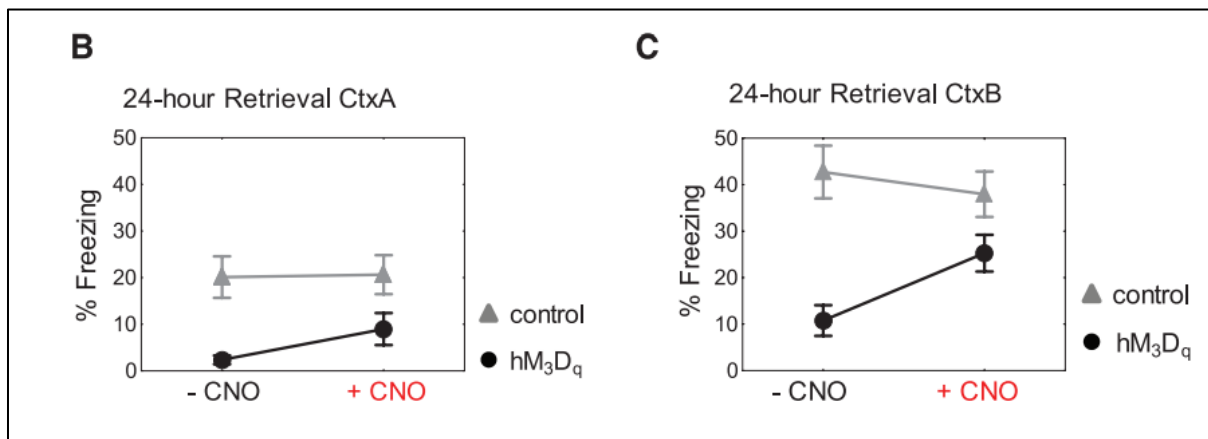 B
24-hour Retrieval CtxA
% Freezing
50
40
30
20
10
0
- CNO
+ CNO
control
hM₃Dq
C
24-hour Retrieval CtxB
% Freezing
50
40
30
20
10
0
- CNO
+ CNO
control
hM₃Dq